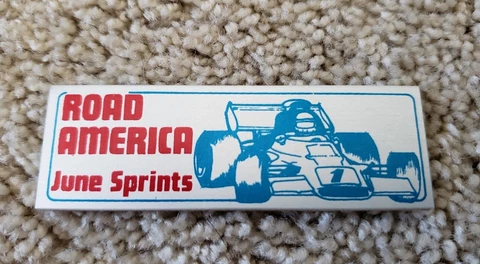 ROAD
AMERICA
June Sprints
1